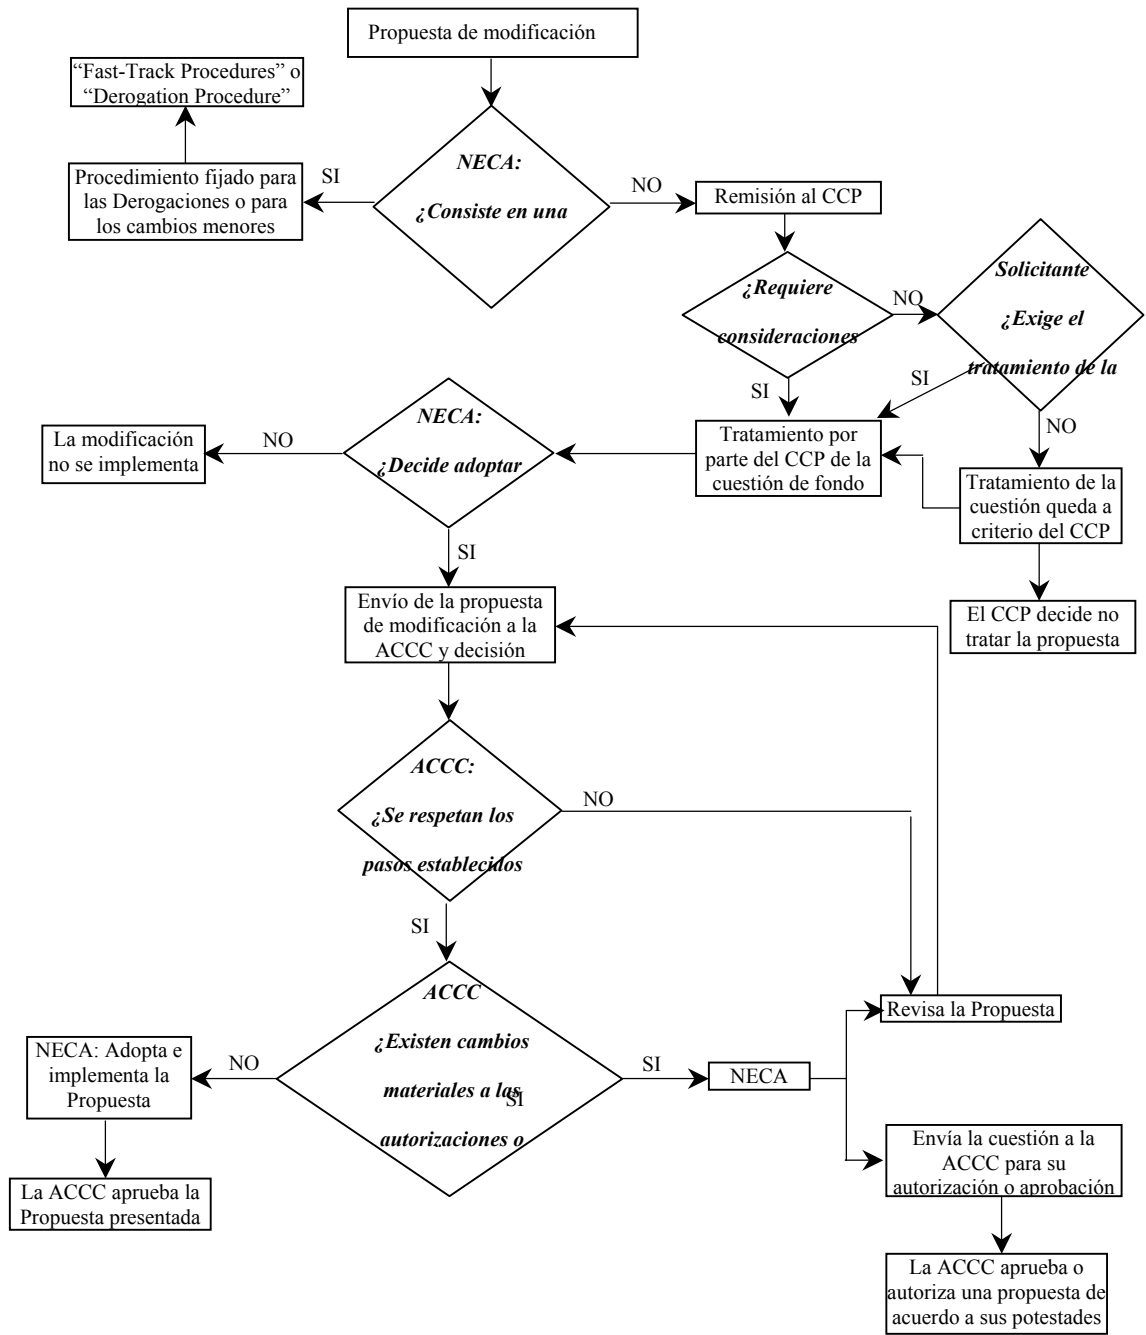 Propuesta de modificación
“Fast-Track Procedures” o
“Derogation Procedure”
NECA:
¿Consiste en una
SI
NO
Procedimiento fijado para
las Derogaciones o para
los cambios menores
Remisión al CCP
¿Requiere
consideraciones
NO
SI
Solicitante
¿Exige el
tratamiento de la
SI
NO
NECA:
¿Decide adoptar
NO
SI
La modificación
no se implementa
Tratamiento por
parte del CCP de la
cuestión de fondo
Tratamiento de la
cuestión queda a
criterio del CCP
El CCP decide no
tratar la propuesta
Envío de la propuesta
de modificación a la
ACCC y decisión
ACCC:
¿Se respetan los
pasos establecidos
NO
SI
ACCC
¿Existen cambios
materiales a las
SI
autorizaciones o
NO
SI
NECA: Adopta e
implementa la
Propuesta
La ACCC aprueba la
Propuesta presentada
NECA
Revisa la Propuesta
Envía la cuestión a la
ACCC para su
autorización o aprobación
La ACCC aprueba o
autoriza una propuesta de
acuerdo a sus potestades